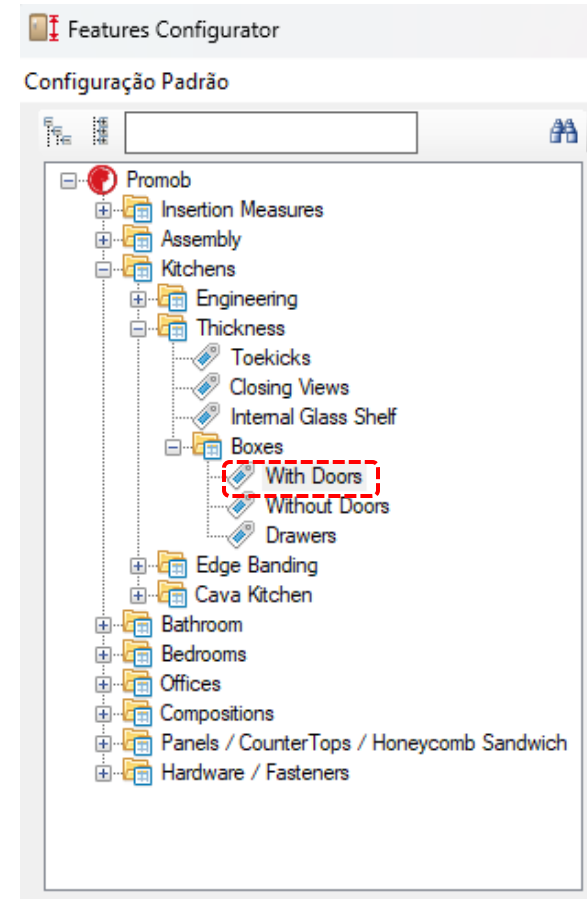 Features Configurator
Configuração Padrão
Promob
Insertion Measures
Assembly
Kitchens
Engineering
Thickness
Toekicks
Closing Views
Internal Glass Shelf
Boxes
With Doors
Without Doors
Drawers
Edge Banding
Cava Kitchen
Bathroom
Bedrooms
Offices
Compositions
Panels / CounterTops / Honeycomb Sandwich
Hardware / Fasteners